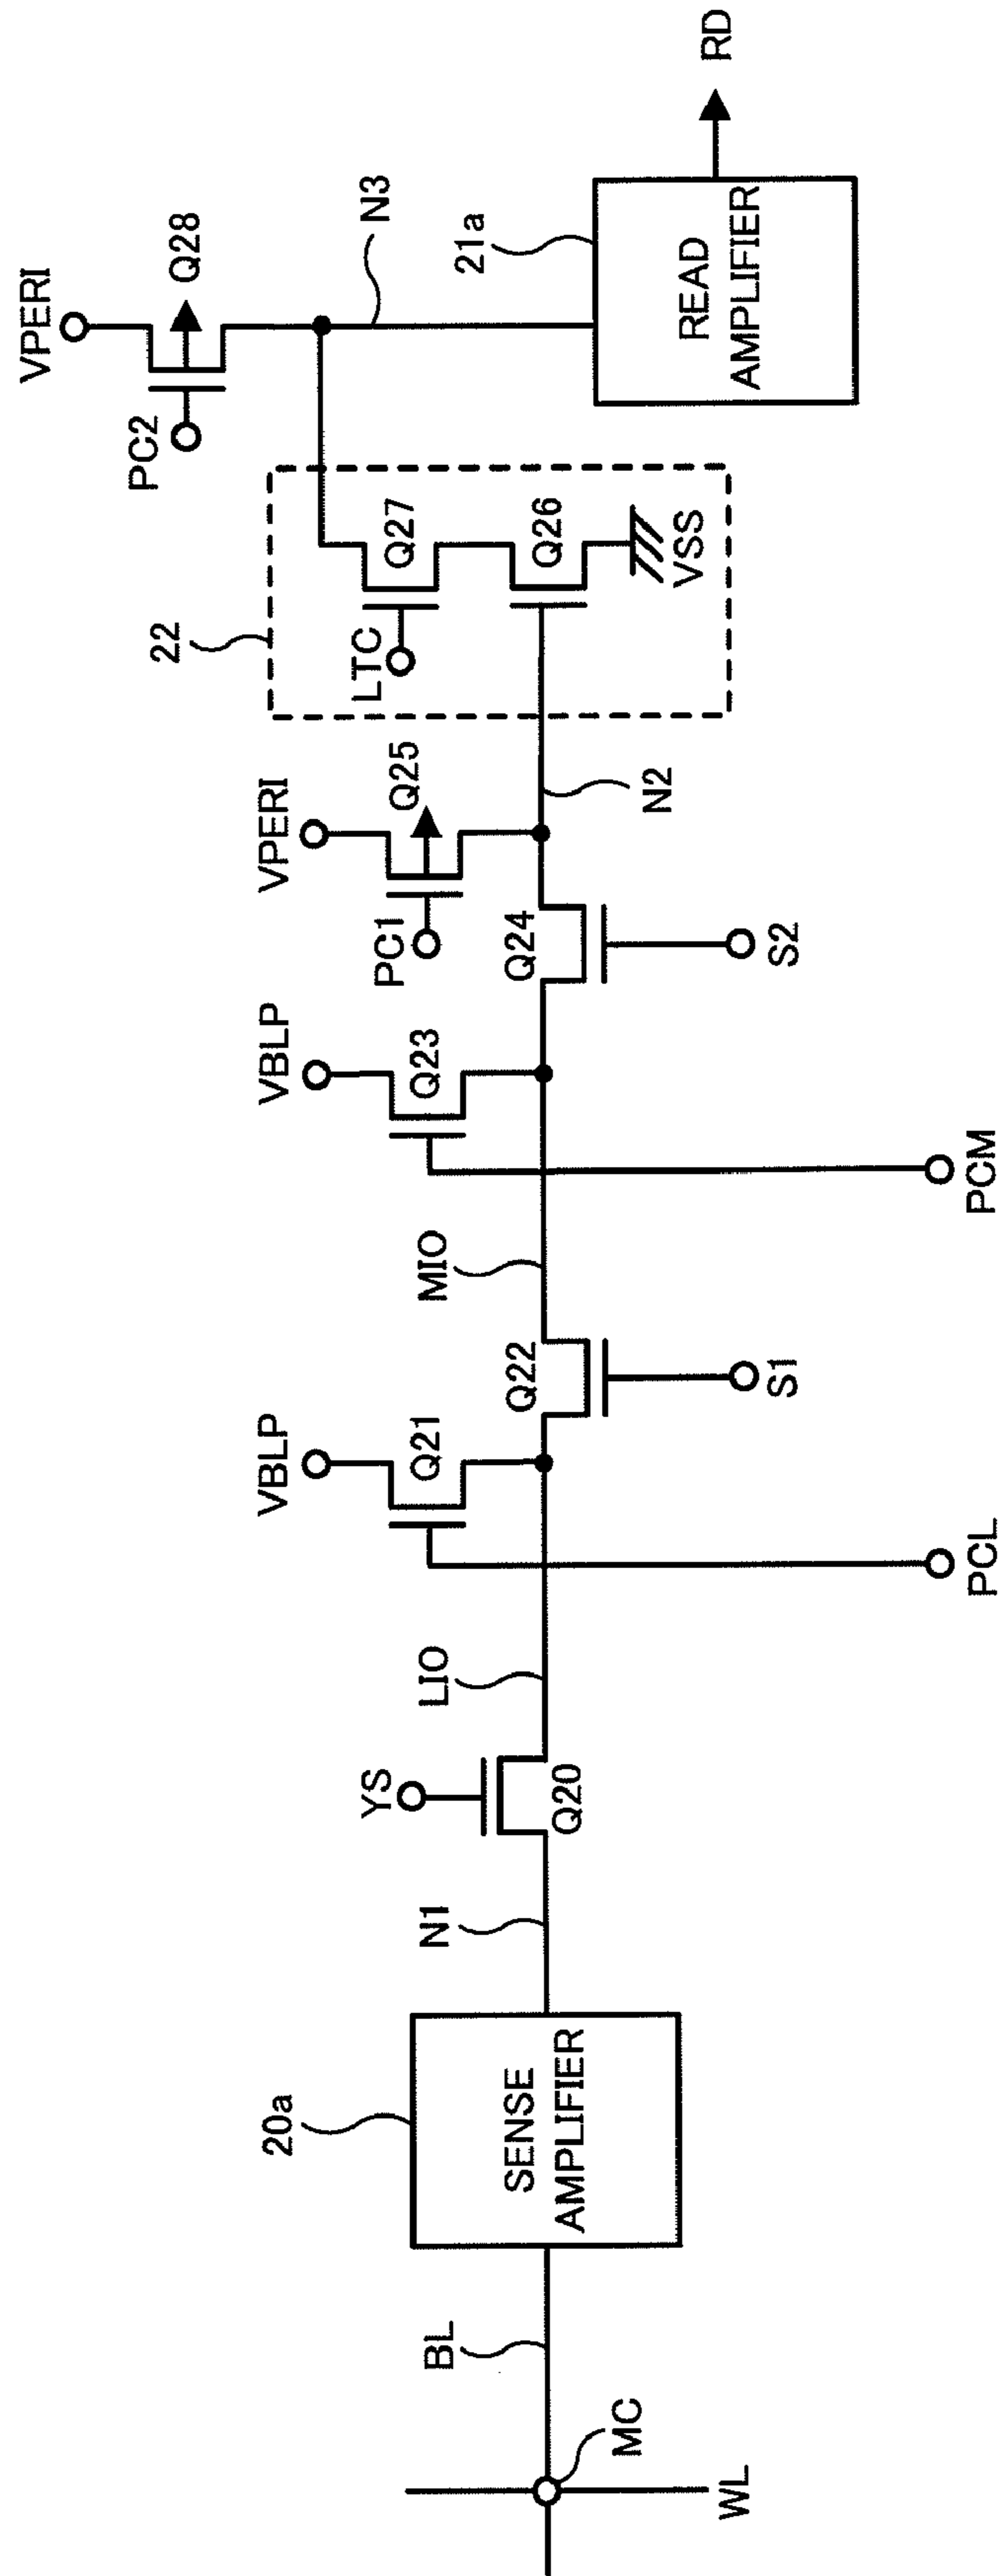 WL
MC
BL
20a
SENSE
AMPLIFIER
N1
YS
Q20
LIO
PCL
VBLP
Q21
Q22
S1
MIO
PCM
VBLP
Q23
Q24
S2
VPERI
PC1
Q25
N2
22
LTC
Q27
Q26
VSS
VPERI
PC2
Q28
N3
21a
READ
AMPLIFIER
RD